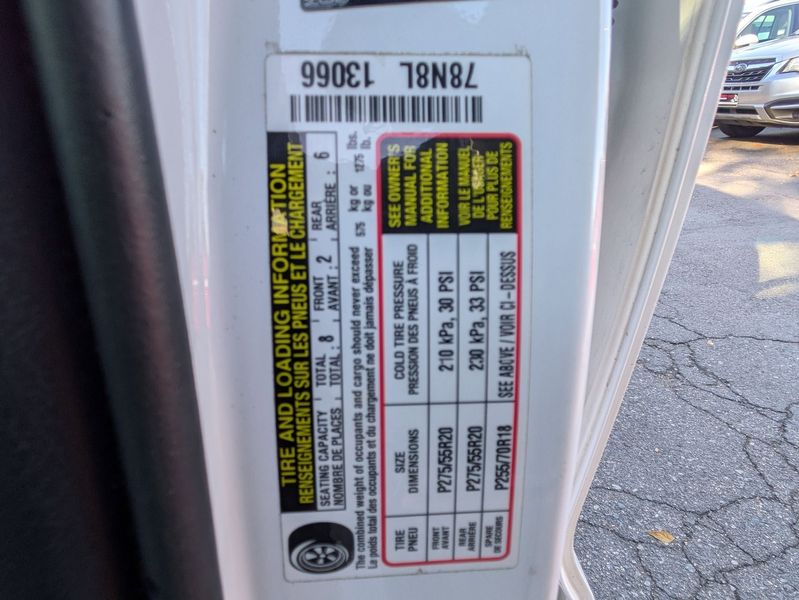 TIRE AND LOADING INFORMATION
RENSEIGNEMENTS SUR LES PNEUS ET LE CHARGEMENT
SEATING CAPACITY TOTAL : 8 FRONT : 2 REAR : 6
NOMBRE DE PLACES TOTAL : AVANT : ARRIÈRE :
The combined weight of occupants and cargo should never exceed 575 kg or 1275 lbs.
Le poids total des occupants et du chargement ne doit jamais dépasser kg ou lb.
TIRE
PNEU
SIZE
DIMENSIONS
COLD TIRE PRESSURE
PRESSION DES PNEUS À FROID
SEE OWNER'S
MANUAL FOR
ADDITIONAL
INFORMATION
VOIR LE MANUEL
DE L'USAGER
POUR PLUS DE
RENSEIGNEMENTS
FRONT
AVANT
P275/55R20
210 kPa, 30 PSI
REAR
ARRIÈRE
P275/55R20
230 kPa, 33 PSI
SPARE
DE SECOURS
P255/70R18
SEE ABOVE / VOIR CI-DESSUS
78N8L 13066